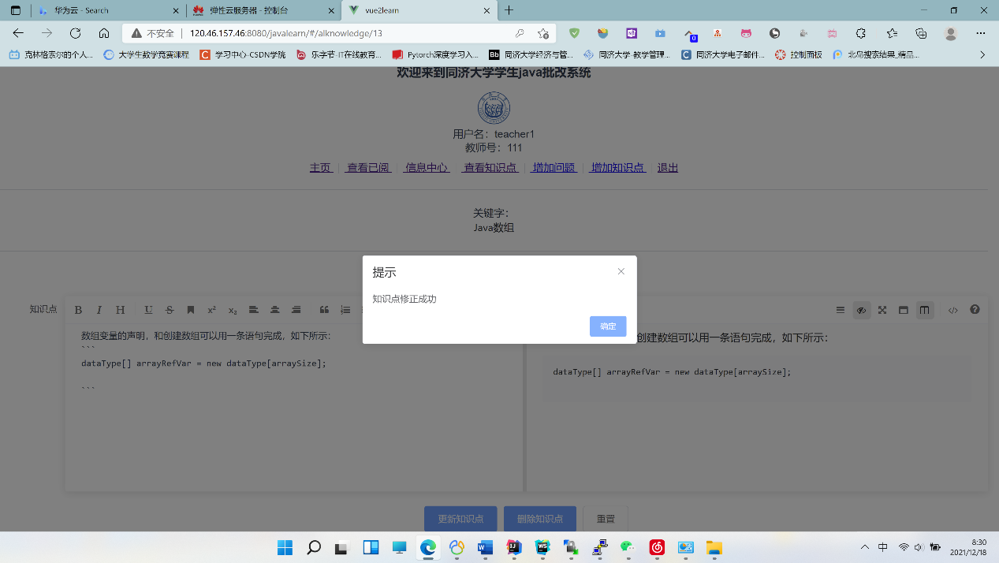 华为云 - Search
弹性云服务器 - 控制台
vue2learn
不安全
120.46.157.46:8080/javalearn/#/alknowledge/13
0
克林格索尔的个人...
大学生数学竞赛课程
学习中心-CSDN学院
乐字节-IT在线教育...
Pytorch深度学习入...
Bb
同济大学经济与管...
同济大学-教学管理...
同济大学电子邮件...
控制面板
北鸟搜索结果_精品...
欢迎来到同济大学学生java批改系统
用户名：teacher1
教师号：111
主页
查看已阅
信息中心
查看知识点
增加问题
增加知识点
退出
关键字：
Java数组
提示
知识点修正成功
确定
知识点
数组变量的声明，和创建数组可以用一条语句完成，如下所示：
```
dataType[] arrayRefVar = new dataType[arraySize];
```
创建数组可以用一条语句完成，如下所示：
dataType[] arrayRefVar = new dataType[arraySize];
更新知识点
删除知识点
重置
中
8:30
2021/12/18